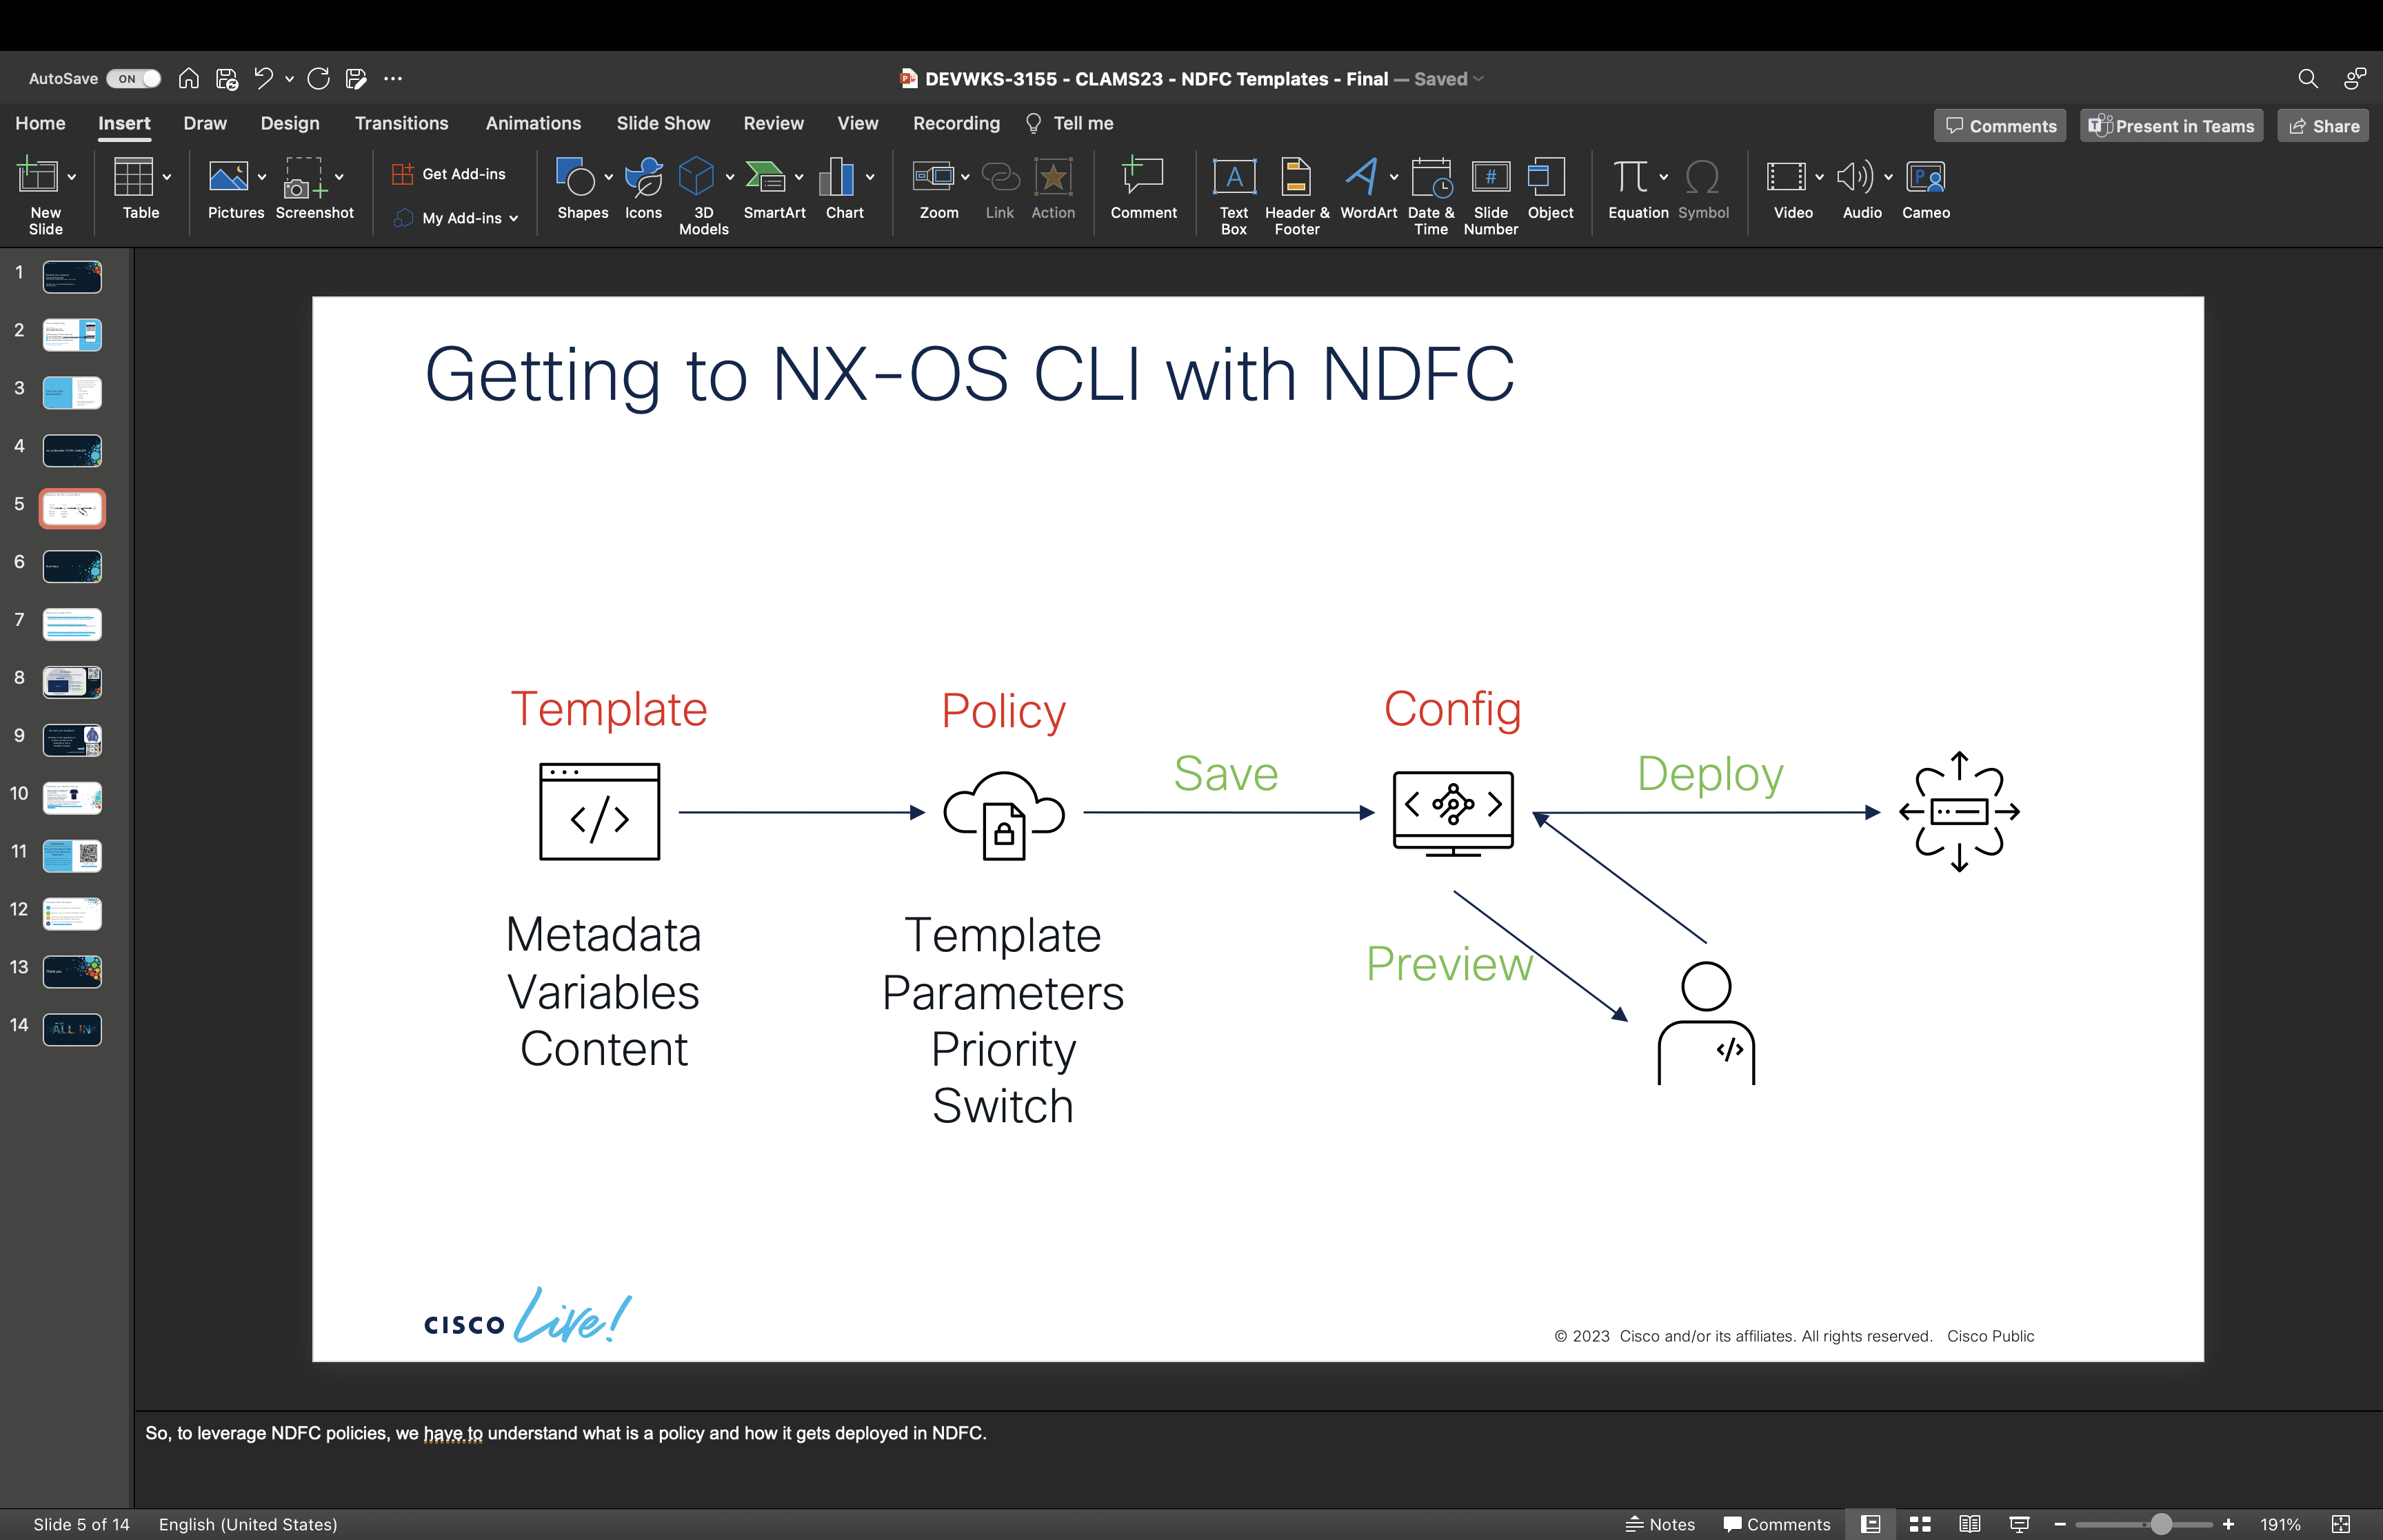 AutoSave ON
DEVWKS-3155 - CLAMS23 - NDFC Templates - Final — Saved
Home Insert Draw Design Transitions Animations Slide Show Review View Recording Tell me
Comments Present in Teams Share
New Slide
Table
Pictures
Screenshot
Get Add-ins
My Add-ins
Shapes
Icons
3D Models
SmartArt
Chart
Zoom
Link
Action
Comment
Text Box
Header & Footer
WordArt
Date & Time
Slide Number
Object
Equation
Symbol
Video
Audio
Cameo
1
2
3
4
5
6
7
8
9
10
11
12
13
14
Getting to NX-OS CLI with NDFC
Template
Policy
Config
Save
Deploy
</>
Metadata
Variables
Content
Template
Parameters
Priority
Switch
Preview
</>
CISCO Live!
© 2023 Cisco and/or its affiliates. All rights reserved. Cisco Public
So, to leverage NDFC policies, we have to understand what is a policy and how it gets deployed in NDFC.
Slide 5 of 14 English (United States)
Notes Comments 191%